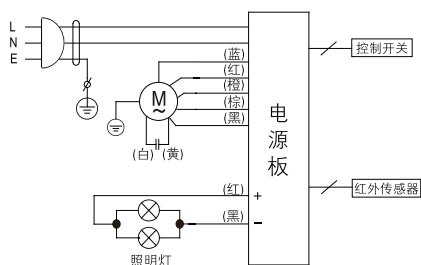 L
N
E
(蓝)
(红)
(橙)
(棕)
(黑)
M
~
(白) (黄)
电源板
控制开关
红外传感器
(红) +
(黑) −
照明灯